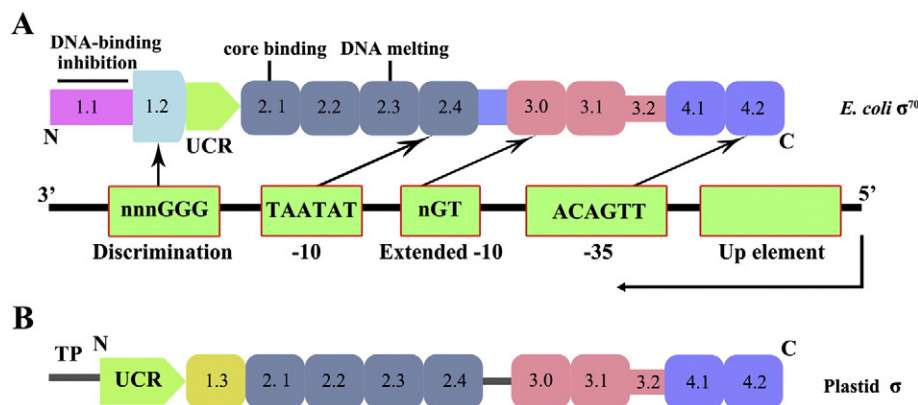 A
DNA-binding
inhibition
core binding
DNA melting
1.1
1.2
2. 1
2.2
2.3
2.4
3.0
3.1
3.2
4.1
4.2
E. coli σ⁷⁰
N
UCR
C
3’
nnnGGG
TAATAT
nGT
ACAGTT
5’
Discrimination
-10
Extended -10
-35
Up element
B
TP
N
UCR
1.3
2. 1
2.2
2.3
2.4
3.0
3.1
3.2
4.1
4.2
C
Plastid σ